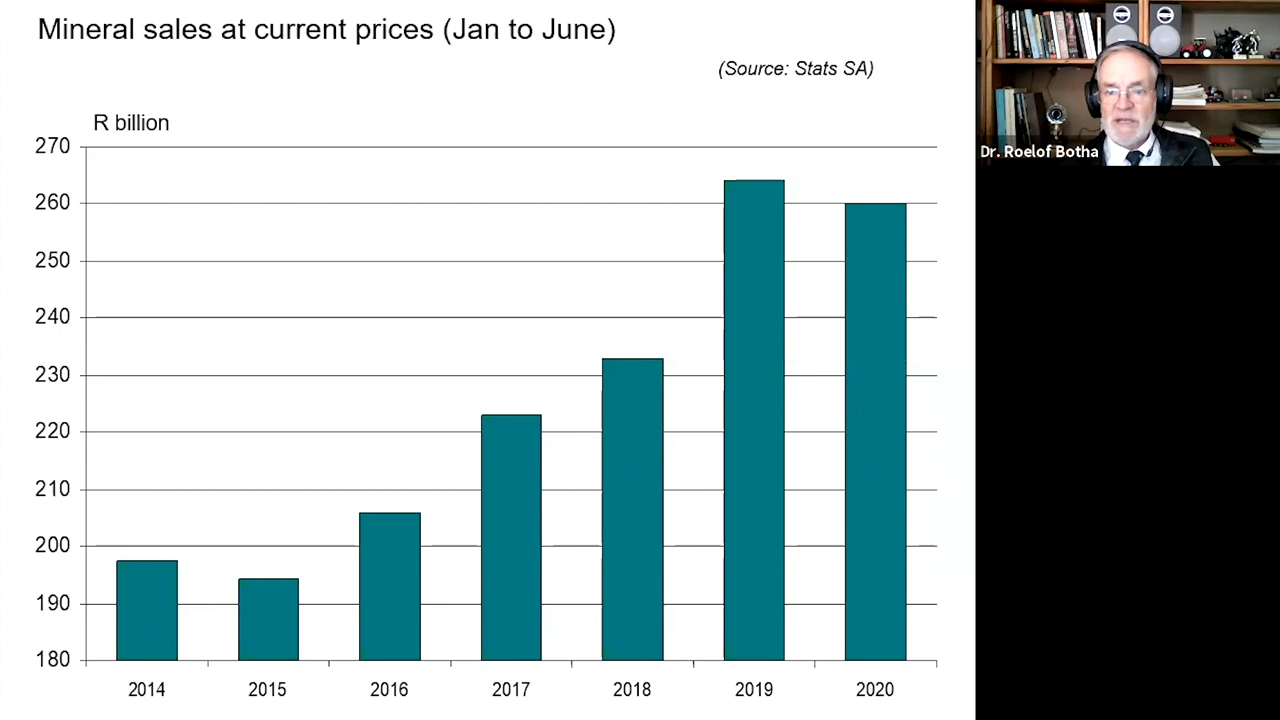 Mineral sales at current prices (Jan to June)
(Source: Stats SA)
R billion
270
260
250
240
230
220
210
200
190
180
2014 2015 2016 2017 2018 2019 2020
Dr. Roelof Botha